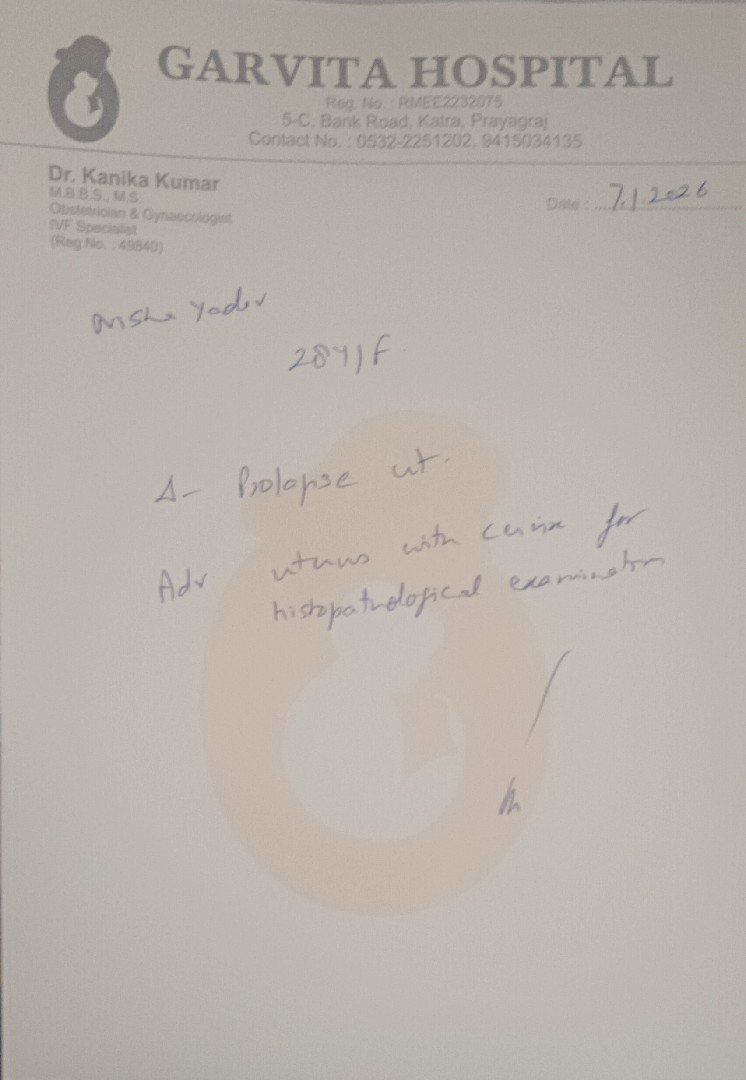 GARVITA HOSPITAL
Reg. No. : RMEE2232075
5-C, Bank Road, Katra, Prayagraj
Contact No. : 0532-2251202, 9415034135
Dr. Kanika Kumar
M.B.B.S., M.S.
Obstetrician & Gynaecologist
IVF Specialist
(Reg.No. : 49840)
Date : 7.1.2026
Yadav
28y/F
Δ- Prolapse ut.
Adv uterus with cervix for
histopathological examination